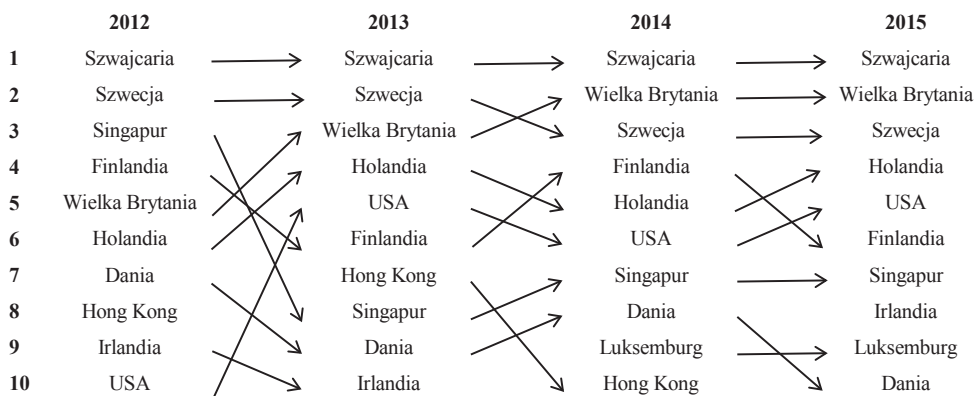 2012 2013 2014 2015
1 Szwajcaria Szwajcaria Szwajcaria Szwajcaria
2 Szwecja Szwecja Wielka Brytania Wielka Brytania
3 Singapur Wielka Brytania Szwecja Szwecja
4 Finlandia Holandia Finlandia Holandia
5 Wielka Brytania USA Holandia USA
6 Holandia Finlandia USA Finlandia
7 Dania Hong Kong Singapur Singapur
8 Hong Kong Singapur Dania Irlandia
9 Irlandia Dania Luksemburg Luksemburg
10 USA Irlandia Hong Kong Dania